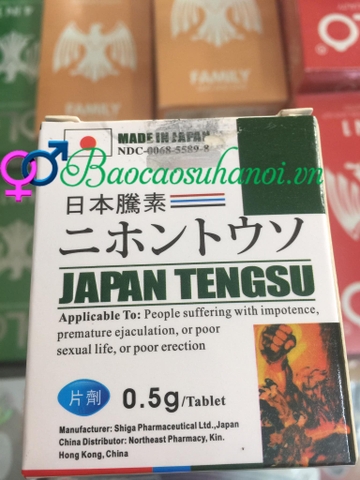 FAMILY
MADE IN JAPAN
NDC-0068-5589-8
Baocaosuhanoi.vn
日本騰素
ニホントウソ
JAPAN TENGSU
Applicable To: People suffering with impotence,
premature ejaculation, or poor
sexual life, or poor erection
片劑
0.5g/Tablet
Manufacturer: Shiga Pharmaceutical Ltd.,Japan
China Distributor: Northeast Pharmacy, Kin.
Hong Kong, China